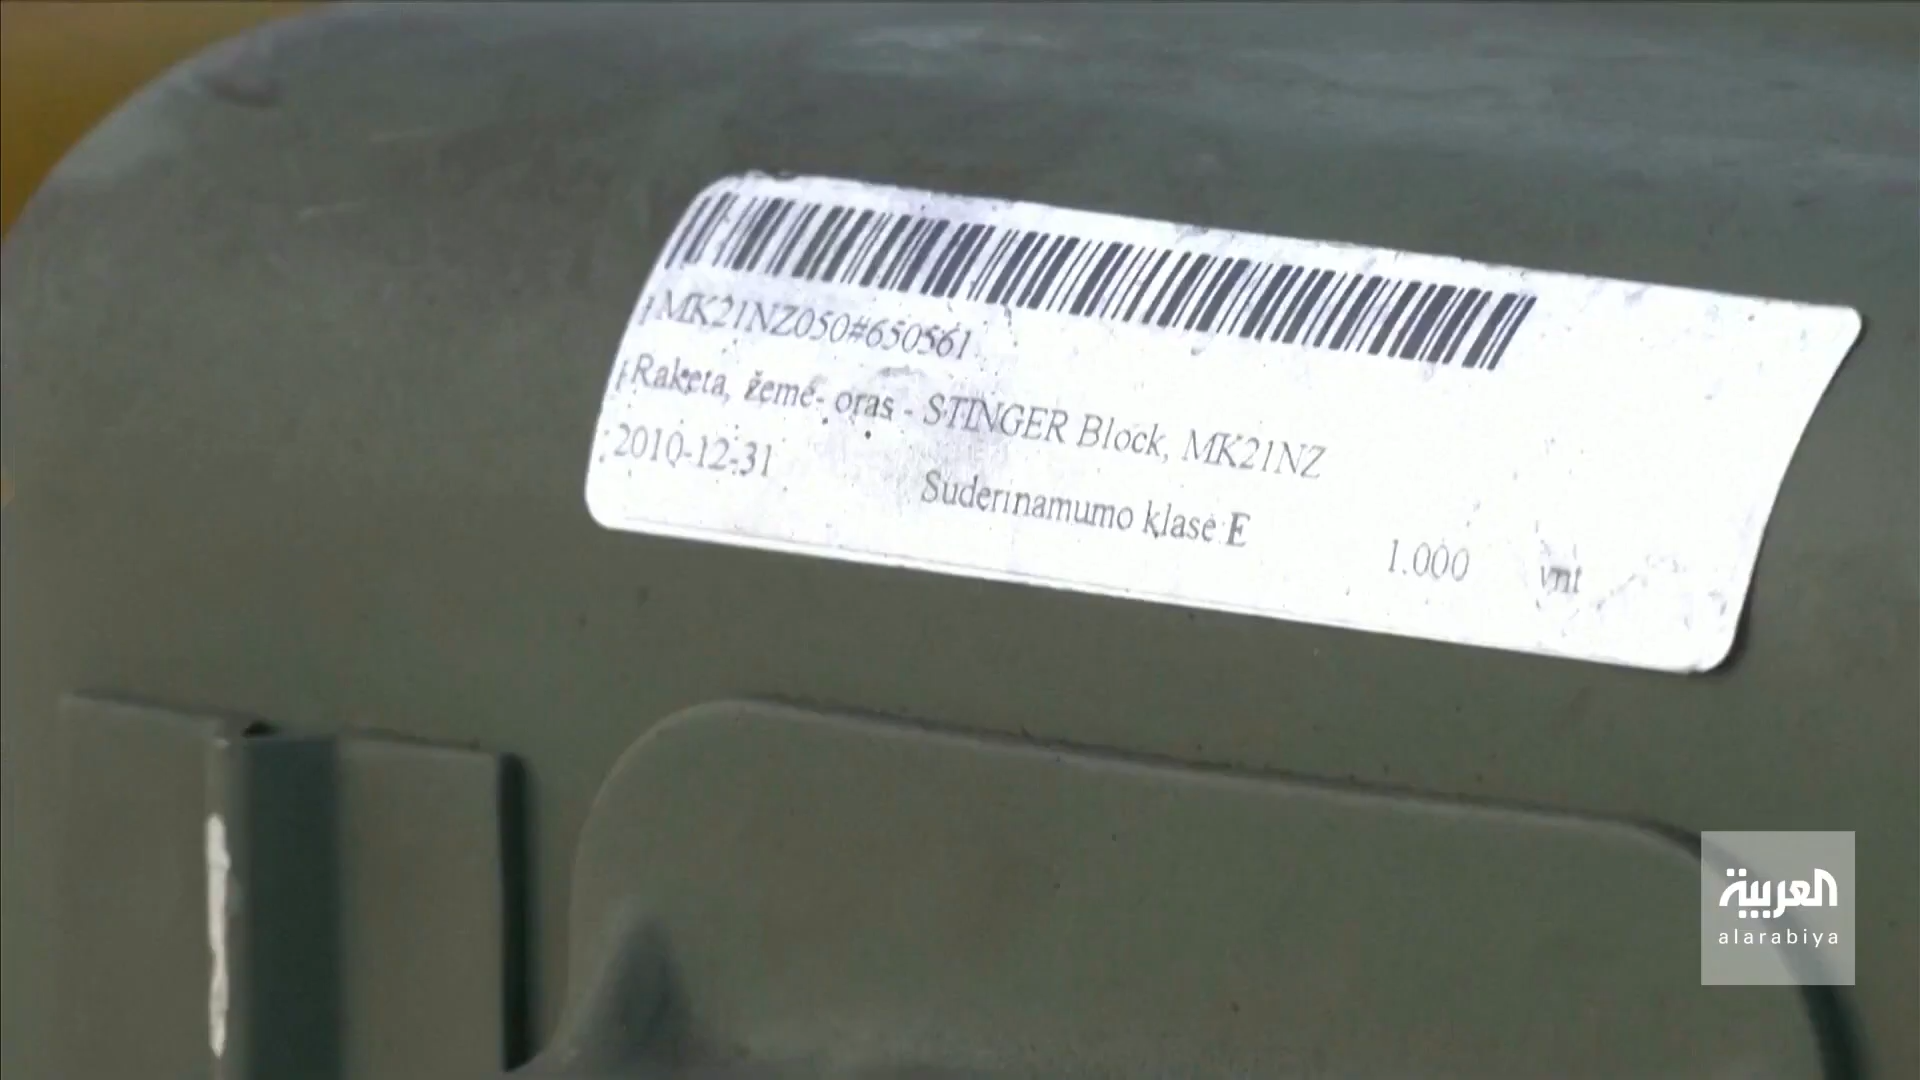 MK21NZ050#650561
Raketa, žemė- oras - STINGER Block, MK21NZ
2010-12-31 Suderinamumo klasė E 1.000 vnt
العربية
alarabiya